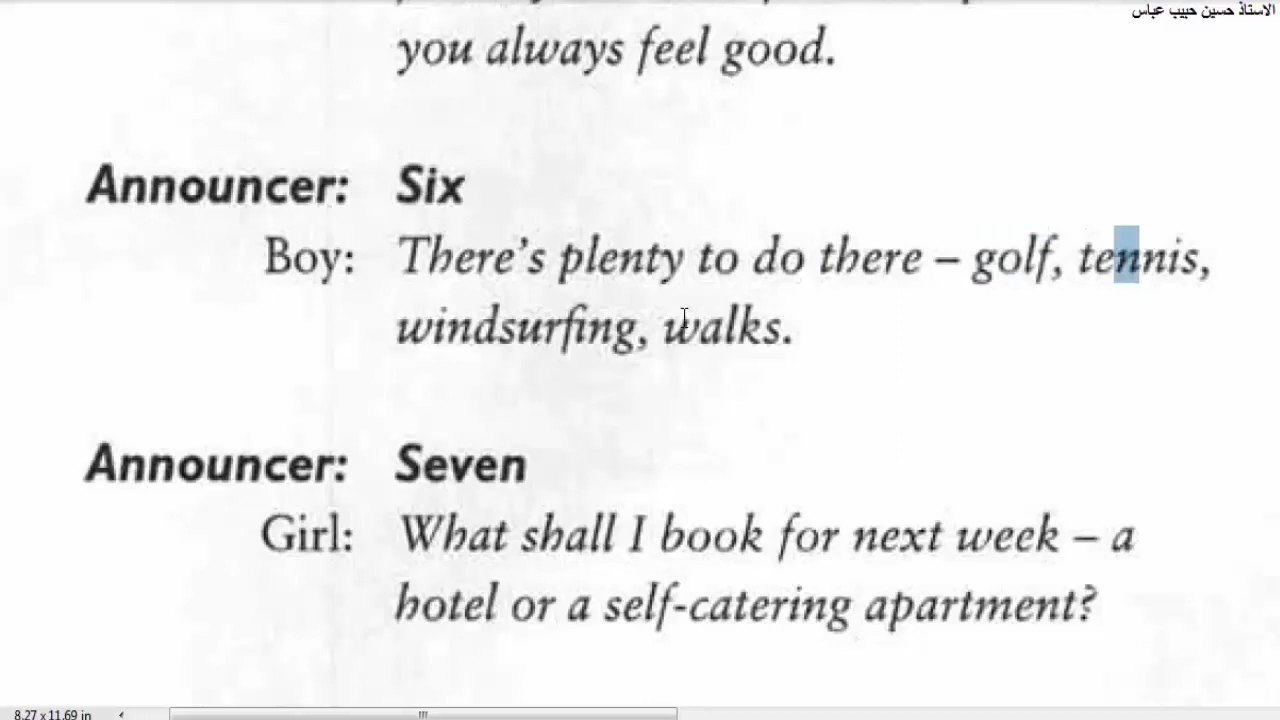 الاستاذ حسين حبيب عباس
you always feel good.
Announcer: Six
Boy: There's plenty to do there – golf, tennis,
windsurfing, walks.
Announcer: Seven
Girl: What shall I book for next week – a
hotel or a self-catering apartment?
8.27 x 11.69 in